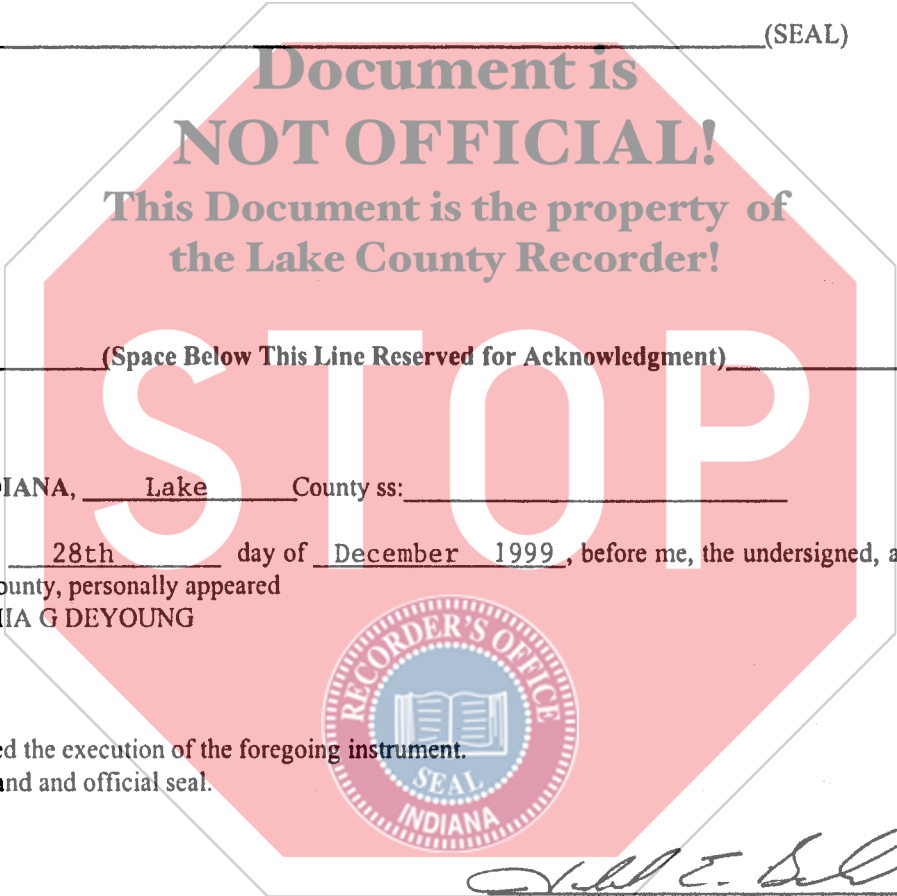 (SEAL)
Document is
NOT OFFICIAL!
This Document is the property of
the Lake County Recorder!
(Space Below This Line Reserved for Acknowledgment)
STOP
IANA, Lake County ss:
28th day of December 1999, before me, the undersigned, a
ounty, personally appeared
IA G DEYOUNG
RECORDER'S OFFICE
SEAL
INDIANA
ed the execution of the foregoing instrument.
and and official seal.